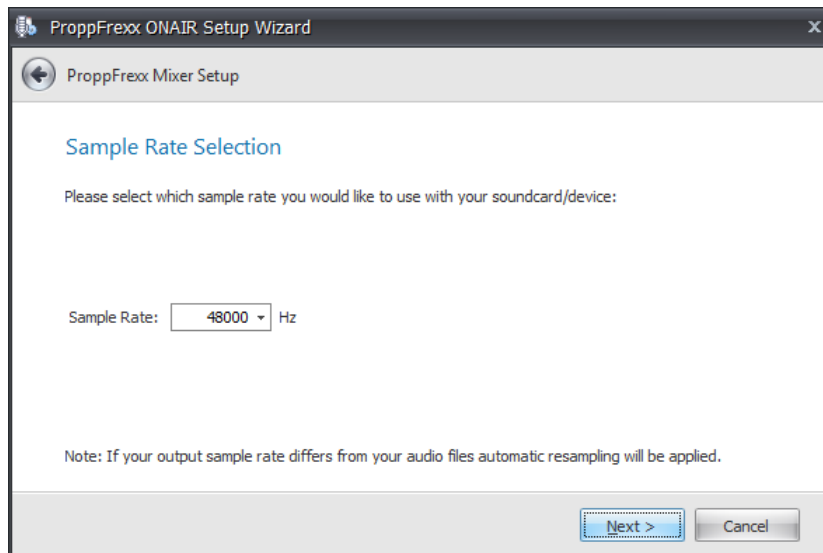 ProppFrexx ONAIR Setup Wizard x
ProppFrexx Mixer Setup
Sample Rate Selection
Please select which sample rate you would like to use with your soundcard/device:
Sample Rate: 48000 Hz
Note: If your output sample rate differs from your audio files automatic resampling will be applied.
Next > Cancel